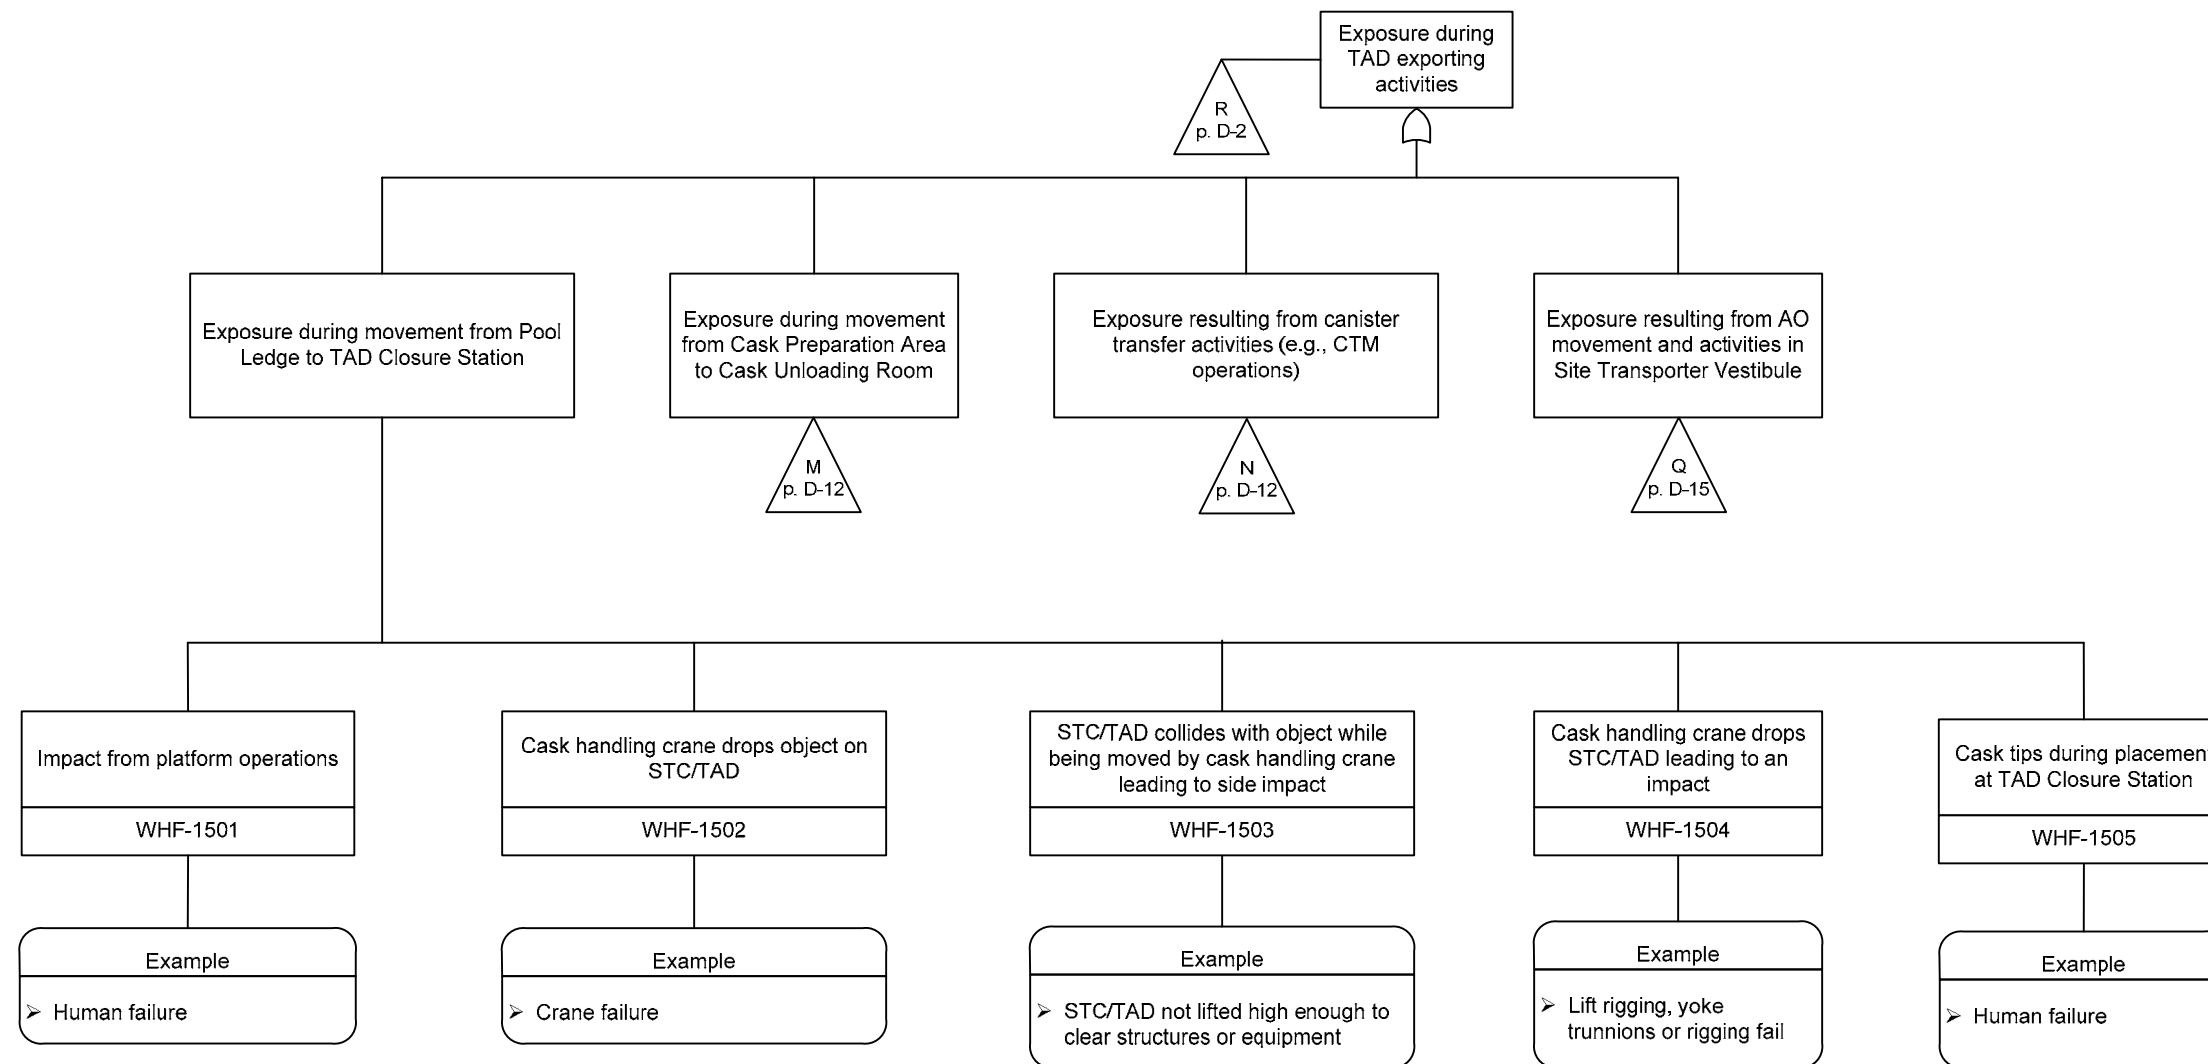 Exposure during
TAD exporting
activities
R
p. D-2
Exposure during movement from Pool
Ledge to TAD Closure Station
Exposure during movement
from Cask Preparation Area
to Cask Unloading Room
M
p. D-12
Exposure resulting from canister
transfer activities (e.g., CTM
operations)
N
p. D-12
Exposure resulting from AO
movement and activities in
Site Transporter Vestibule
Q
p. D-15
Impact from platform operations
WHF-1501
Example
➢ Human failure
Cask handling crane drops object on
STC/TAD
WHF-1502
Example
➢ Crane failure
STC/TAD collides with object while
being moved by cask handling crane
leading to side impact
WHF-1503
Example
➢ STC/TAD not lifted high enough to
clear structures or equipment
Cask handling crane drops
STC/TAD leading to an
impact
WHF-1504
Example
➢ Lift rigging, yoke
trunnions or rigging fail
Cask tips during placement
at TAD Closure Station
WHF-1505
Example
➢ Human failure